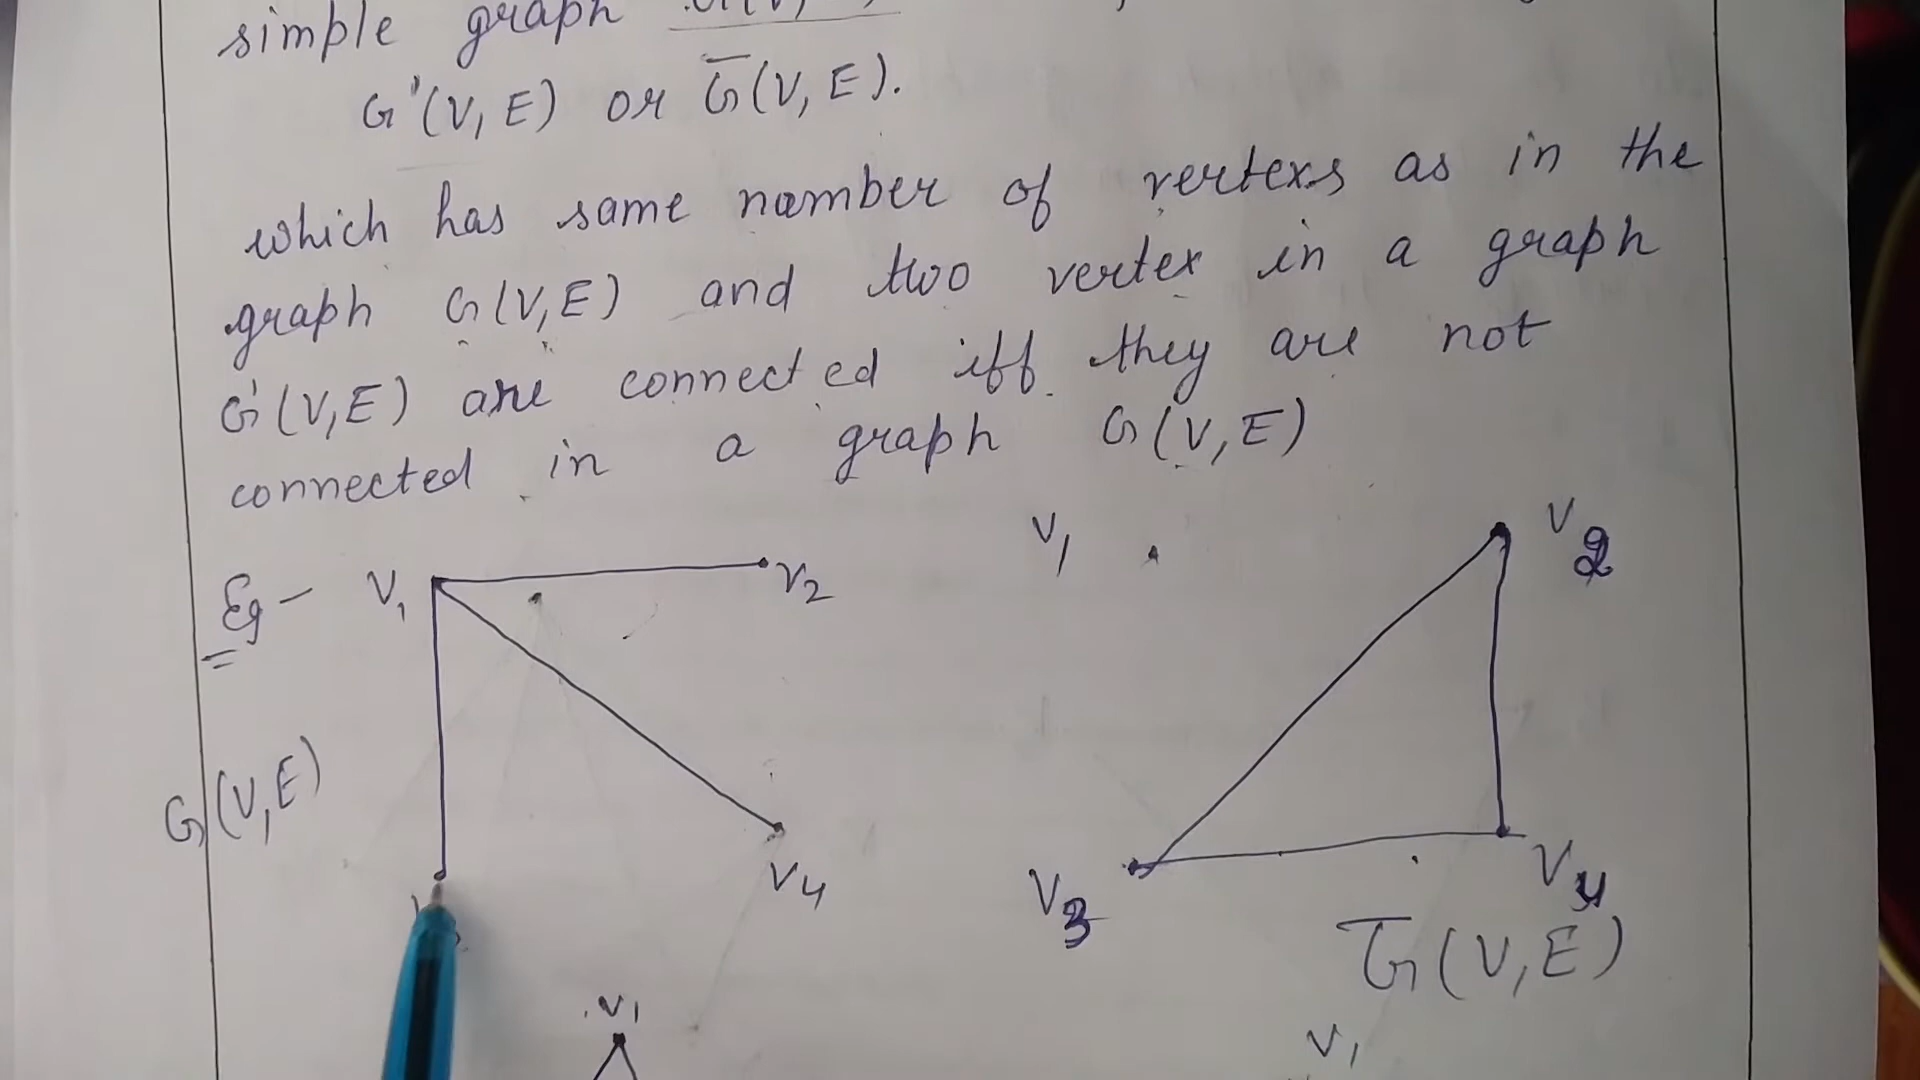 simple graph
G'(V, E) or G̅(V, E).
which has same number of vertexs as in the
graph G(V,E) and two vertex in a graph
G'(V,E) are connected iff they are not
connected in a graph G(V,E)
Eg - V1 V2
V1 V2
G(V,E)
V4
V3 V4
G̅(V,E)
V1
V1